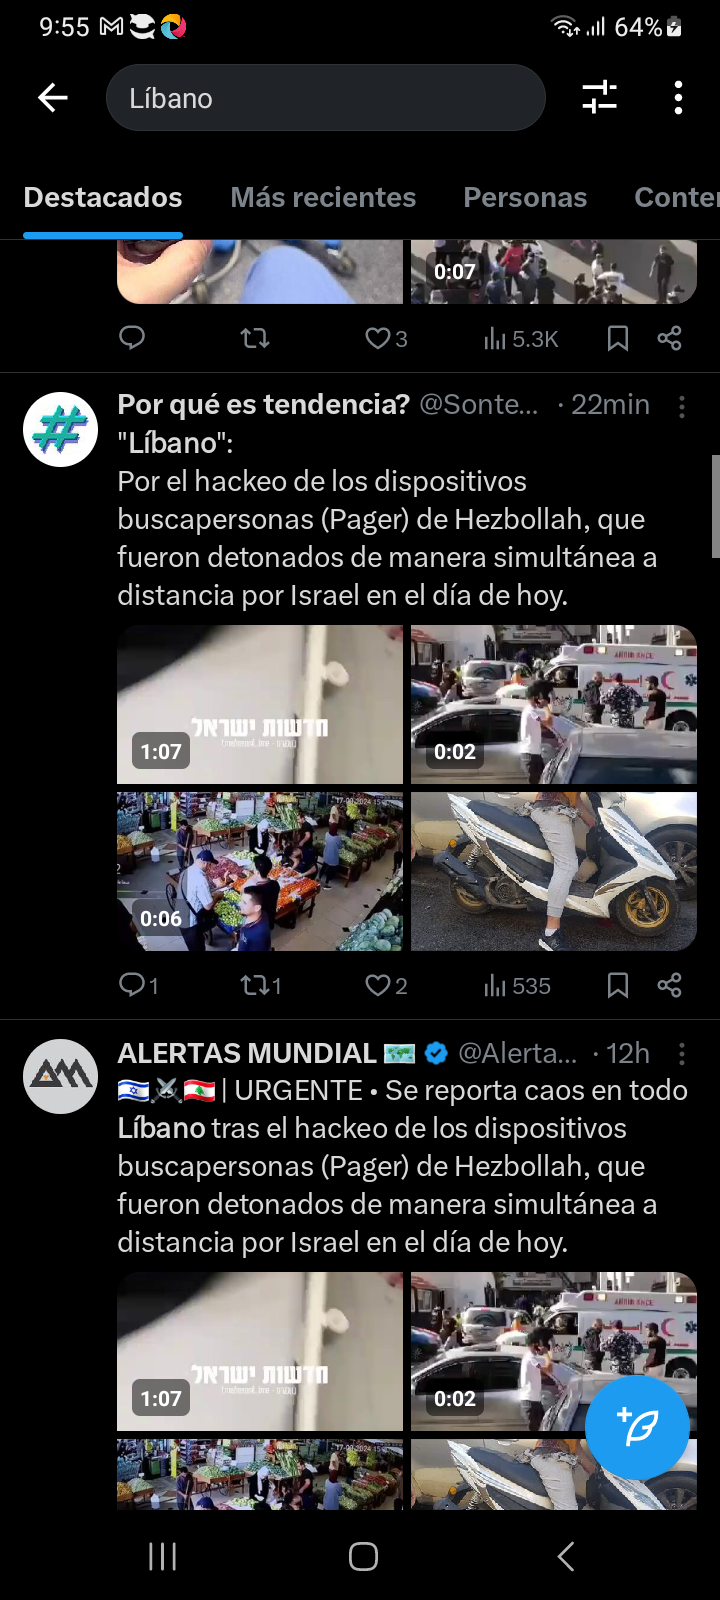 9:55
64%
Líbano
Destacados Más recientes Personas Conten
0:07
3 5.3K
Por qué es tendencia? @Sonte... · 22min
"Líbano":
Por el hackeo de los dispositivos
buscapersonas (Pager) de Hezbollah, que
fueron detonados de manera simultánea a
distancia por Israel en el día de hoy.
חדשות ישראל
1:07
0:02
0:06
1 1 2 535
ALERTAS MUNDIAL @Alerta... · 12h
| URGENTE • Se reporta caos en todo
Líbano tras el hackeo de los dispositivos
buscapersonas (Pager) de Hezbollah, que
fueron detonados de manera simultánea a
distancia por Israel en el día de hoy.
חדשות ישראל
1:07
0:02